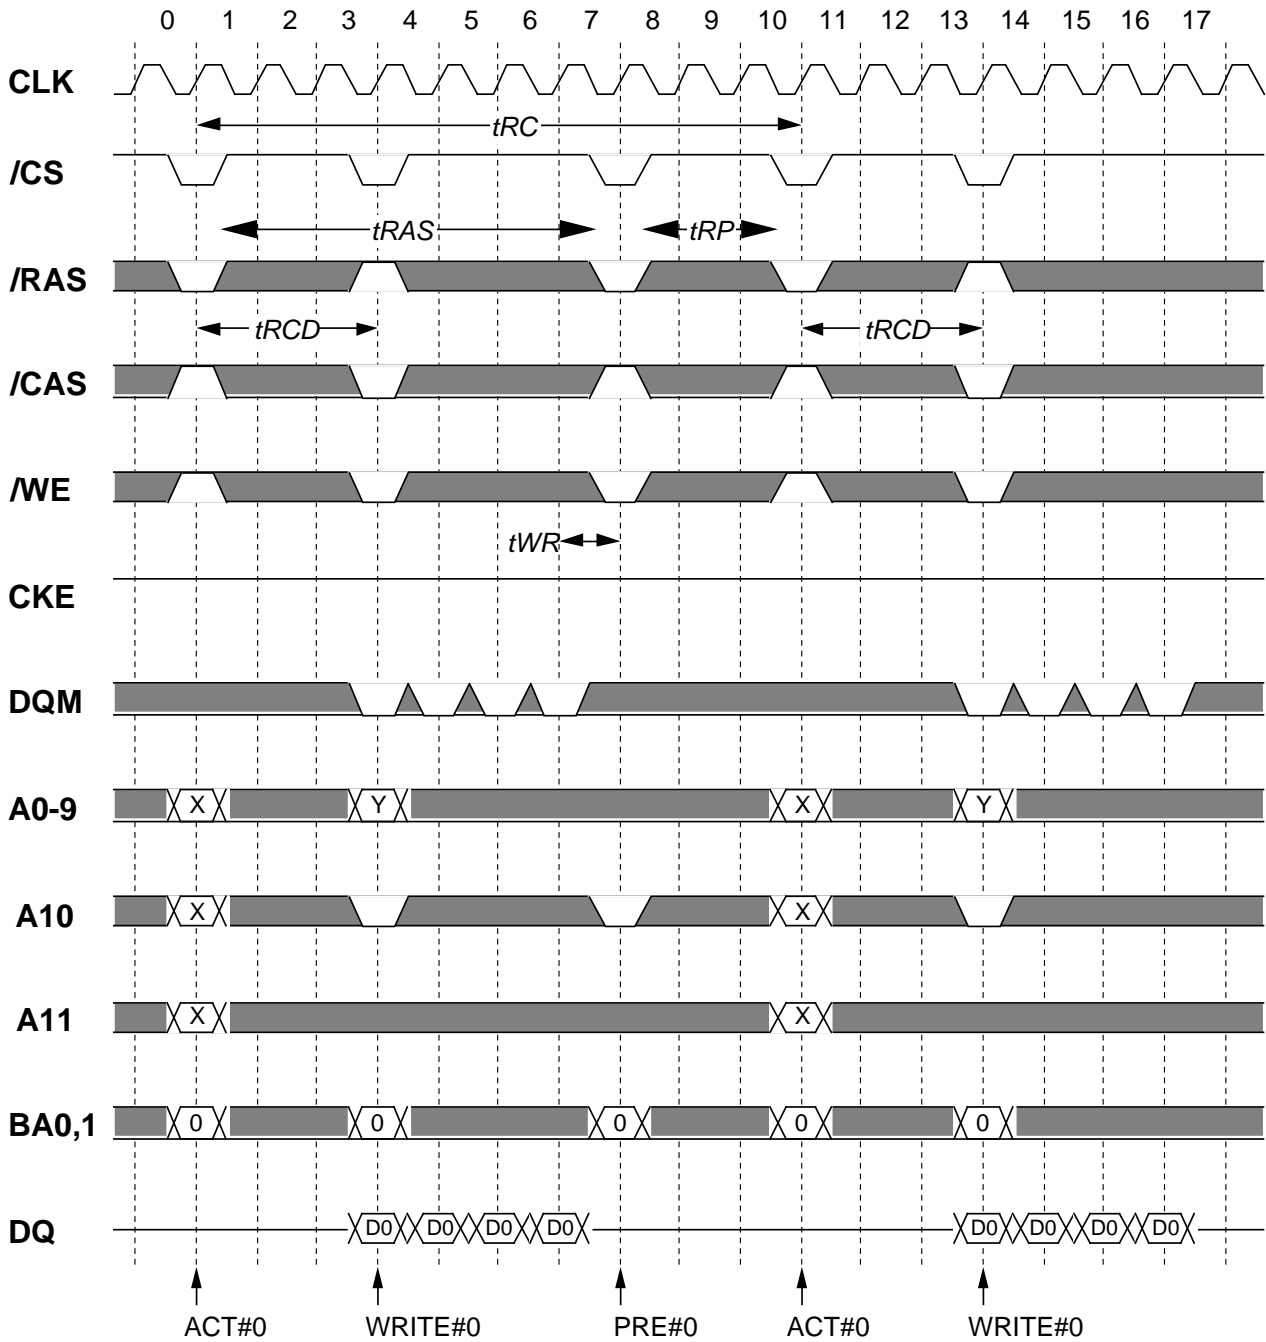 0 1 2 3 4 5 6 7 8 9 10 11 12 13 14 15 16 17
CLK
tRC
/CS
tRAS tRP
/RAS
tRCD tRCD
/CAS
/WE
tWR
CKE
DQM
A0-9 X Y X Y
A10 X X
A11 X X
BA0,1 0 0 0 0 0
DQ D0 D0 D0 D0 D0 D0 D0 D0
ACT#0 WRITE#0 PRE#0 ACT#0 WRITE#0